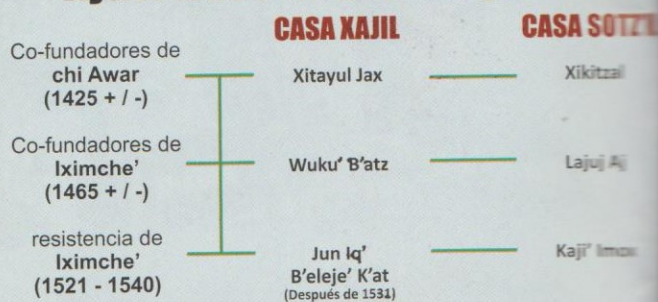 CASA XAJIL
CASA SOTZ'IL
Co-fundadores de
chi Awar
(1425 + / -)
Xitayul Jax
Xikitzal
Co-fundadores de
Iximche'
(1465 + / -)
Wuku' B'atz
Lajuj Aj
resistencia de
Iximche'
(1521 - 1540)
Jun Iq'
B'eleje' K'at
(Después de 1531)
Kaji' Imox